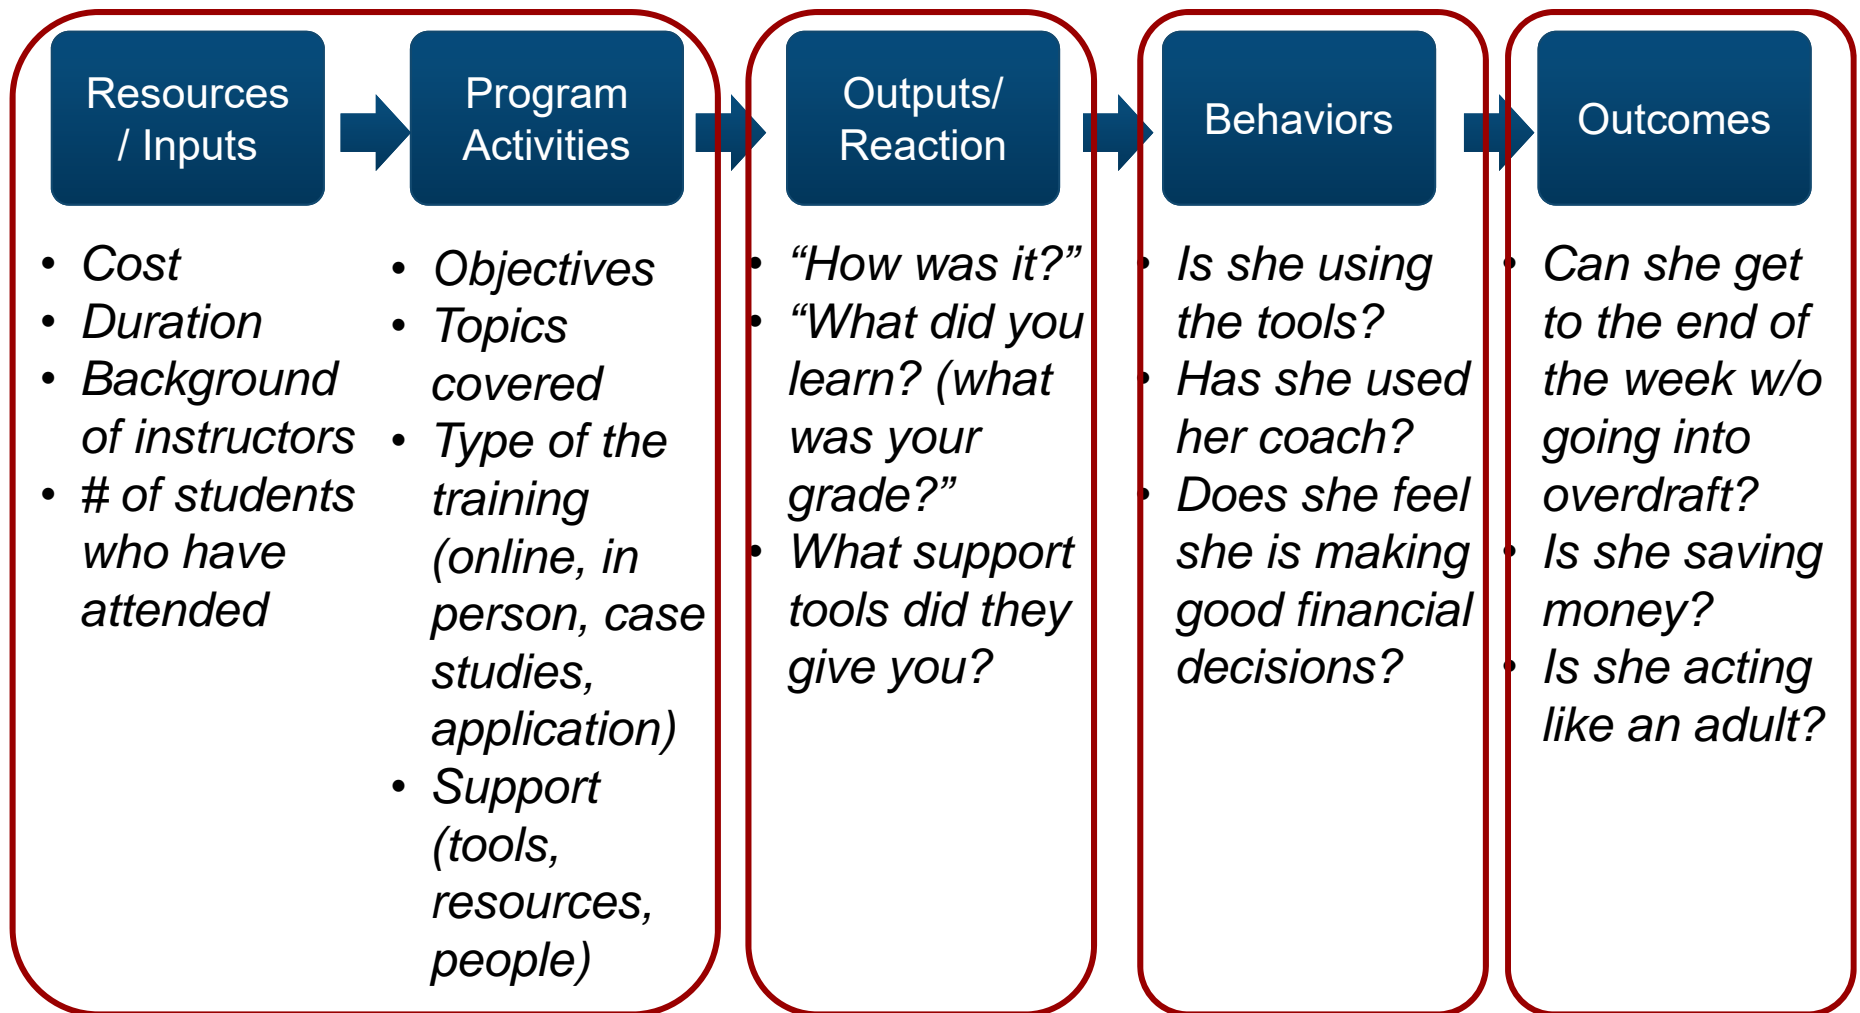 Resources
/ Inputs
Program
Activities
Outputs/
Reaction
Behaviors
Outcomes
• Cost
• Duration
• Background
of instructors
• # of students
who have
attended
• Objectives
• Topics
covered
• Type of the
training
(online, in
person, case
studies,
application)
• Support
(tools,
resources,
people)
• “How was it?”
• “What did you
learn? (what
was your
grade?”
• What support
tools did they
give you?
• Is she using
the tools?
• Has she used
her coach?
• Does she feel
she is making
good financial
decisions?
• Can she get
to the end of
the week w/o
going into
overdraft?
• Is she saving
money?
• Is she acting
like an adult?